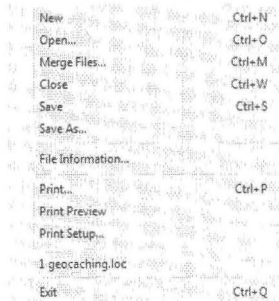 New Ctrl+N
Open... Ctrl+O
Merge Files... Ctrl+M
Close Ctrl+W
Save Ctrl+S
Save As...
File Information...
Print... Ctrl+P
Print Preview
Print Setup...
1 geocaching.loc
Exit Ctrl+Q